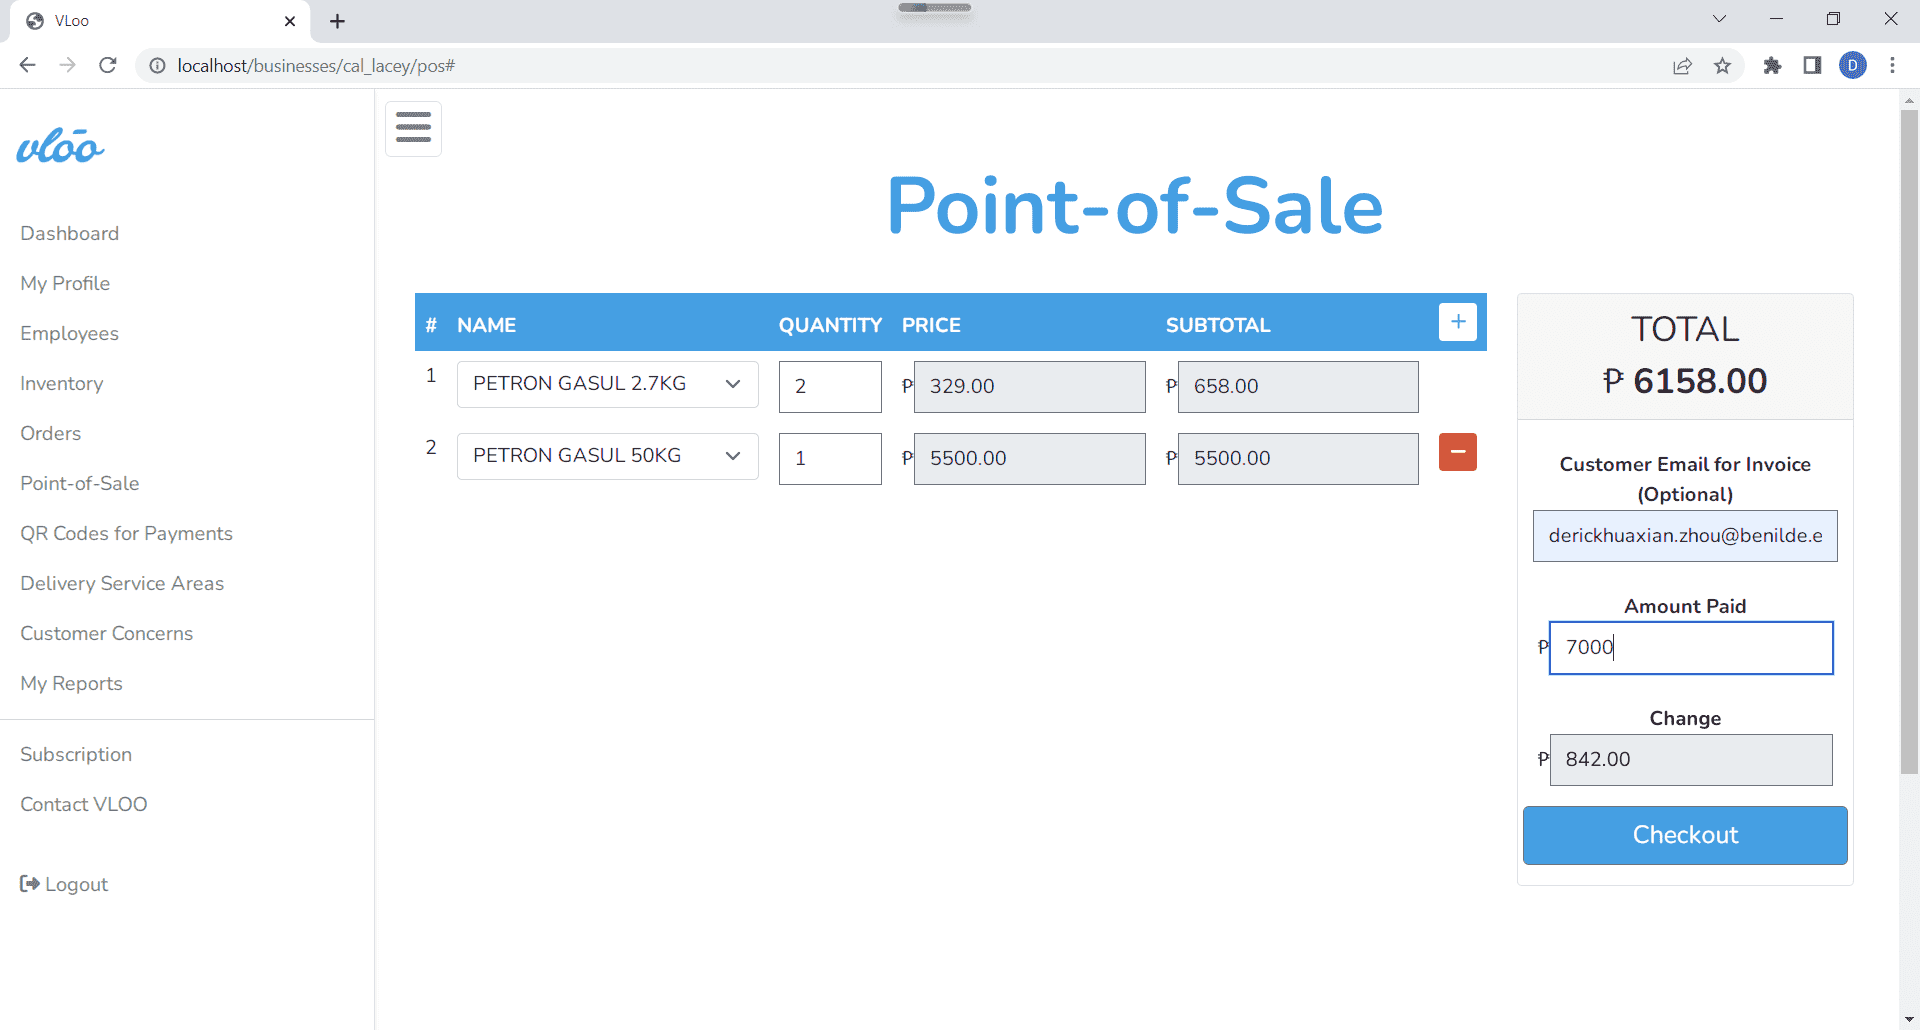 VLoo
localhost/businesses/cal_lacey/pos#
D
vlōo
Dashboard
My Profile
Employees
Inventory
Orders
Point-of-Sale
QR Codes for Payments
Delivery Service Areas
Customer Concerns
My Reports
Subscription
Contact VLOO
Logout
Point-of-Sale
# NAME QUANTITY PRICE SUBTOTAL +
1 PETRON GASUL 2.7KG 2 ₱ 329.00 ₱ 658.00
2 PETRON GASUL 50KG 1 ₱ 5500.00 ₱ 5500.00 −
TOTAL
₱ 6158.00
Customer Email for Invoice
(Optional)
derickhuaxian.zhou@benilde.e
Amount Paid
₱ 7000
Change
₱ 842.00
Checkout